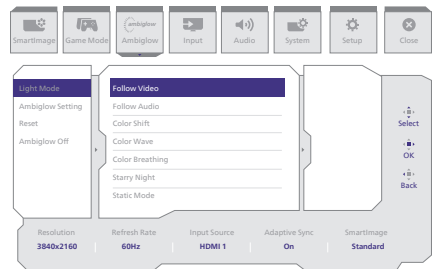 ambiglow
SmartImage Game Mode Ambiglow Input Audio System Setup Close
Light Mode
Ambiglow Setting
Reset
Ambiglow Off
Follow Video
Follow Audio
Color Shift
Color Wave
Color Breathing
Starry Night
Static Mode
Select
OK
Back
Resolution Refresh Rate Input Source Adaptive Sync SmartImage
3840x2160 60Hz HDMI 1 On Standard